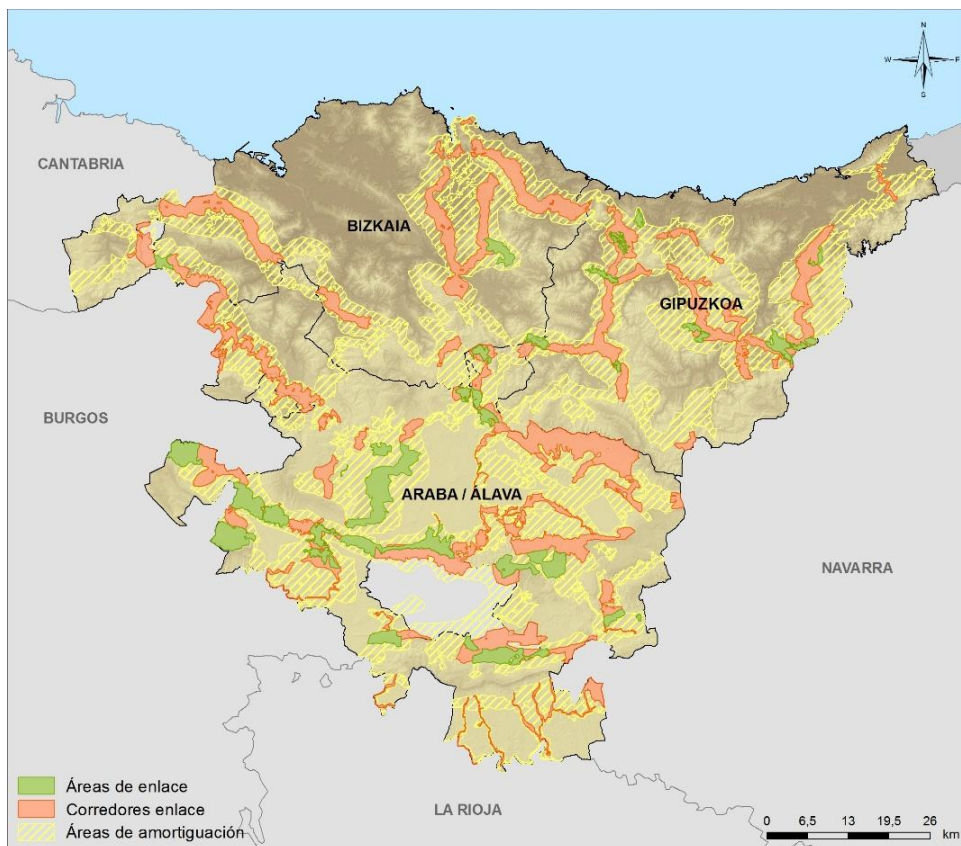 N
W
E
S
CANTABRIA
BIZKAIA
GIPUZKOA
BURGOS
ARABA / ÁLAVA
NAVARRA
Áreas de enlace
Corredores enlace
Áreas de amortiguación
LA RIOJA
0 6,5 13 19,5 26
km